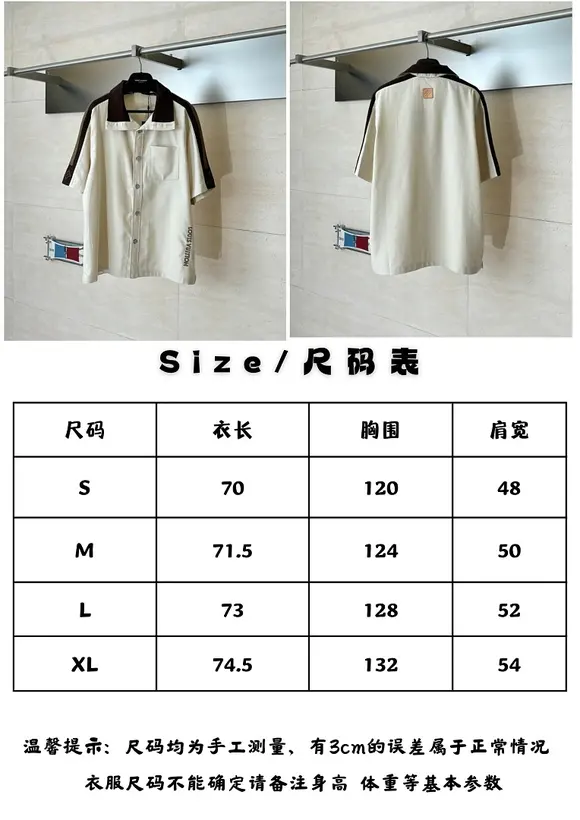 Size/尺码表
尺码 衣长 胸围 肩宽
S 70 120 48
M 71.5 124 50
L 73 128 52
XL 74.5 132 54
温馨提示：尺码均为手工测量、有3cm的误差属于正常情况
衣服尺码不能确定请备注身高 体重等基本参数